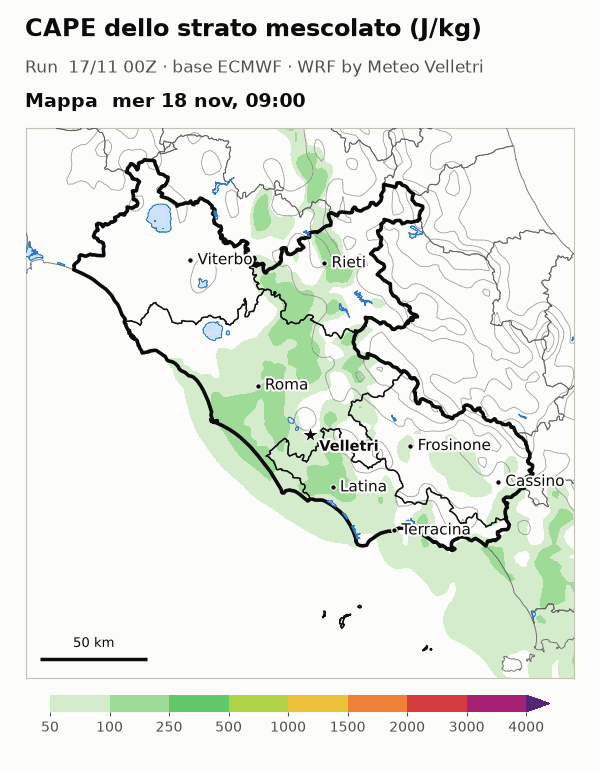 CAPE dello strato mescolato (J/kg)
Run 17/11 00Z · base ECMWF · WRF by Meteo Velletri
Mappa mer 18 nov, 09:00
Viterbo
Rieti
Roma
Velletri
Frosinone
Latina
Cassino
Terracina
50 km
50 100 250 500 1000 1500 2000 3000 4000